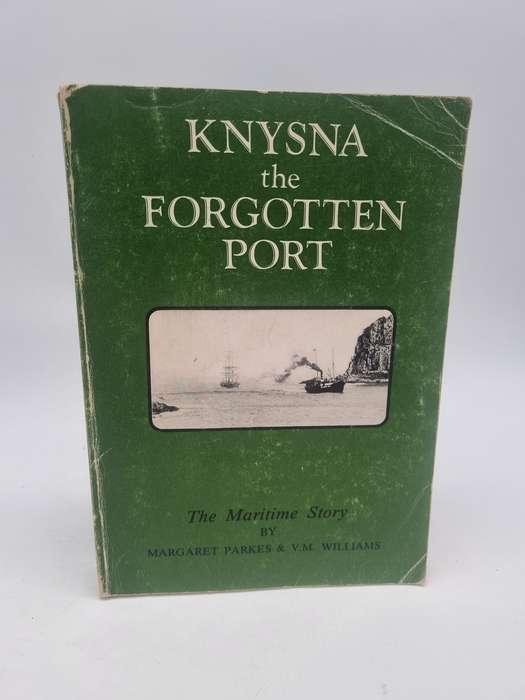 KNYSNA
the
FORGOTTEN
PORT
The Maritime Story
BY
MARGARET PARKES & V.M. WILLIAMS